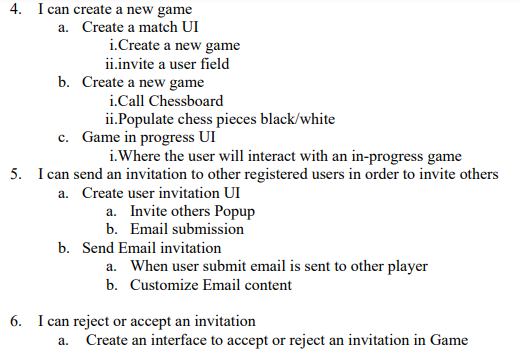 4. I can create a new game
a. Create a match UI
i.Create a new game
ii.invite a user field
b. Create a new game
i.Call Chessboard
ii.Populate chess pieces black/white
c. Game in progress UI
i.Where the user will interact with an in-progress game
5. I can send an invitation to other registered users in order to invite others
a. Create user invitation UI
a. Invite others Popup
b. Email submission
b. Send Email invitation
a. When user submit email is sent to other player
b. Customize Email content
6. I can reject or accept an invitation
a. Create an interface to accept or reject an invitation in Game